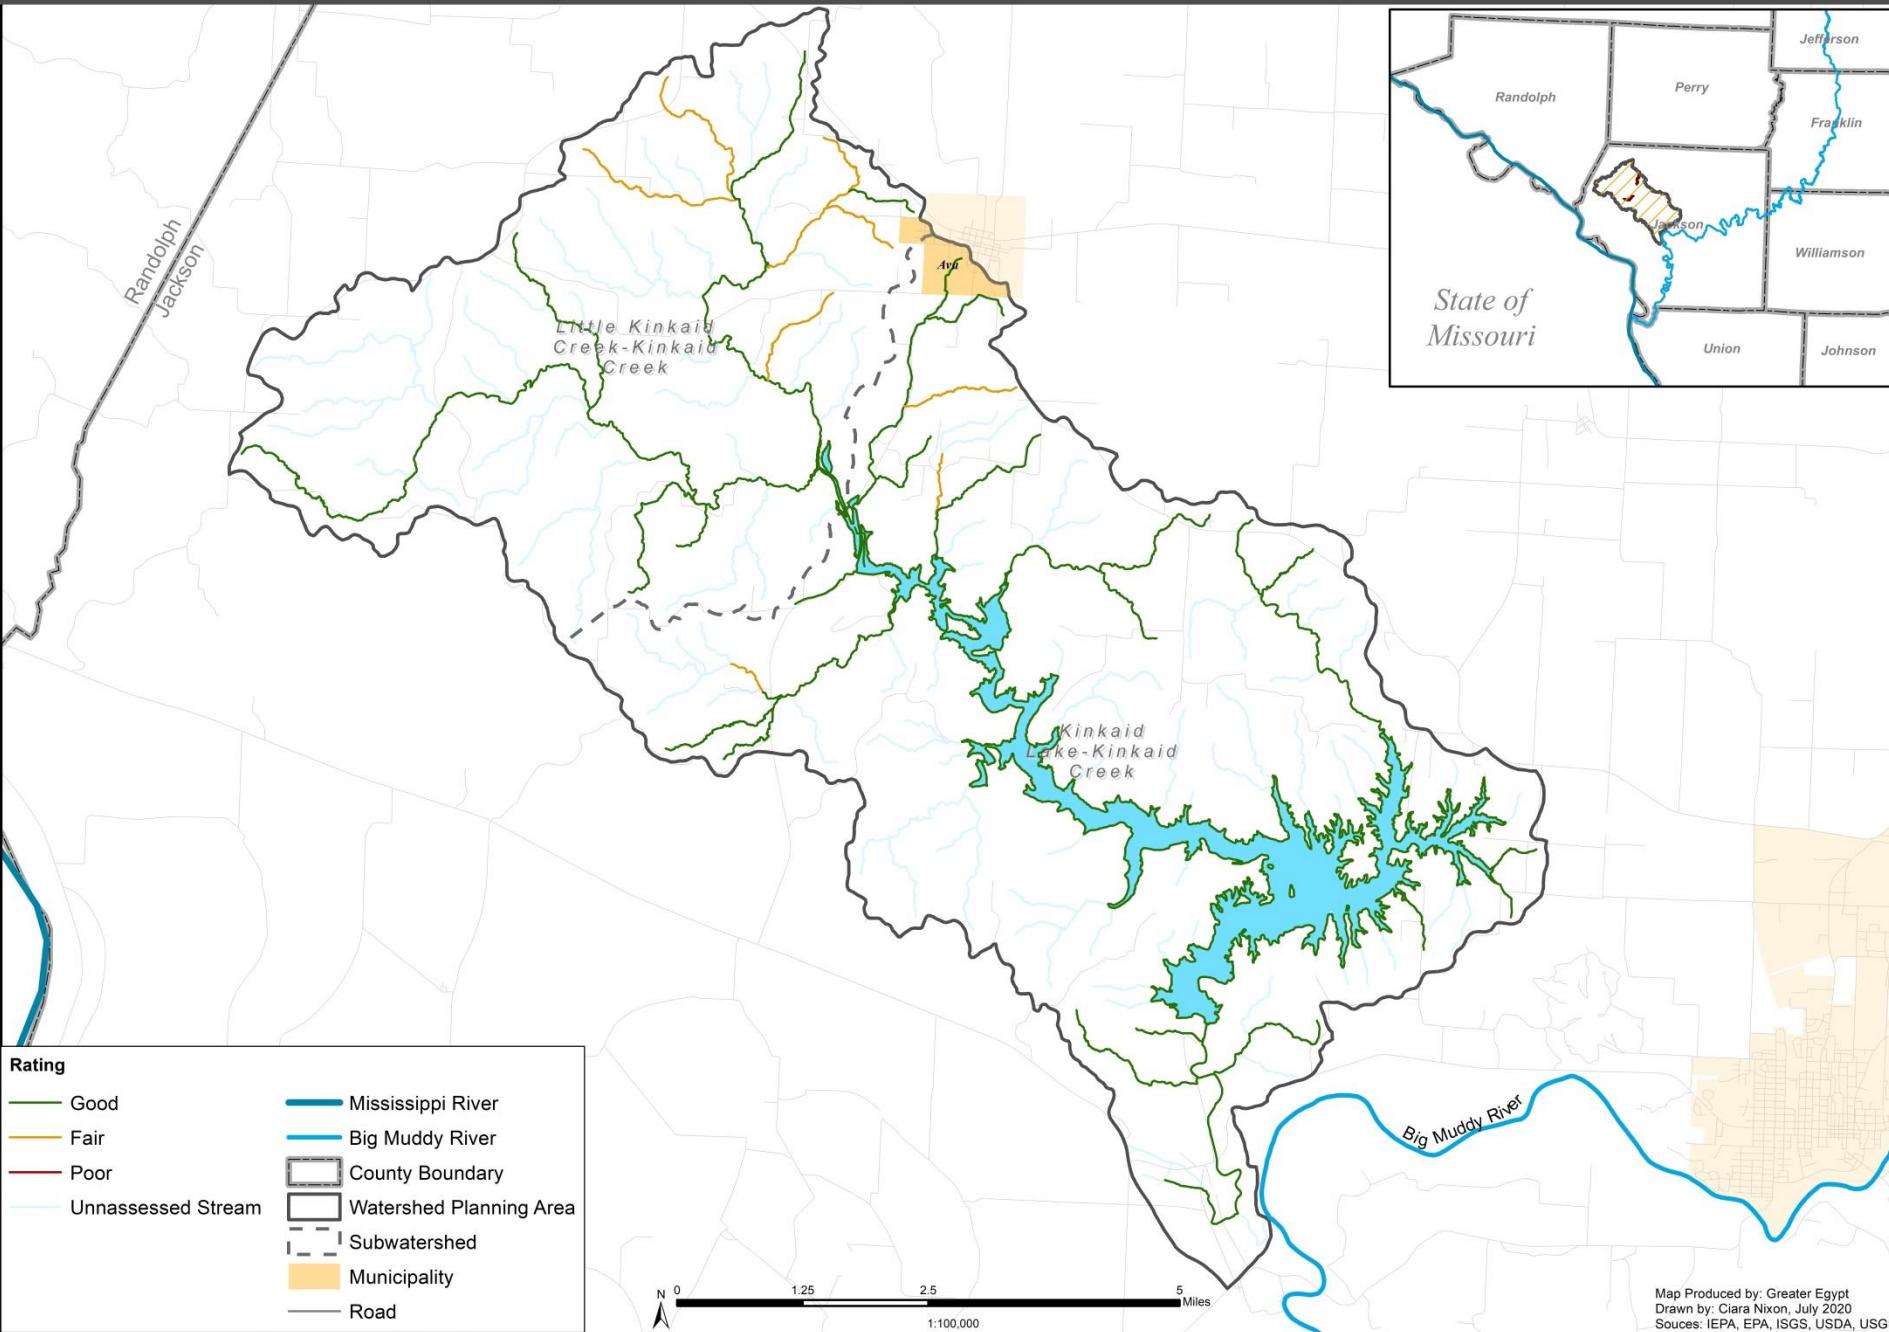 Jefferson
Randolph
Perry
Franklin
Jackson
Williamson
State of
Missouri
Union
Johnson
Randolph
Jackson
Ava
Little Kinkaid
Creek-Kinkaid
Creek
Kinkaid
Lake-Kinkaid
Creek
Big Muddy River
Rating
Good
Fair
Poor
Unnassessed Stream
Mississippi River
Big Muddy River
County Boundary
Watershed Planning Area
Subwatershed
Municipality
Road
N
0 1.25 2.5 5
Miles
1:100,000
Map Produced by: Greater Egypt
Drawn by: Ciara Nixon, July 2020
Souces: IEPA, EPA, ISGS, USDA, USG